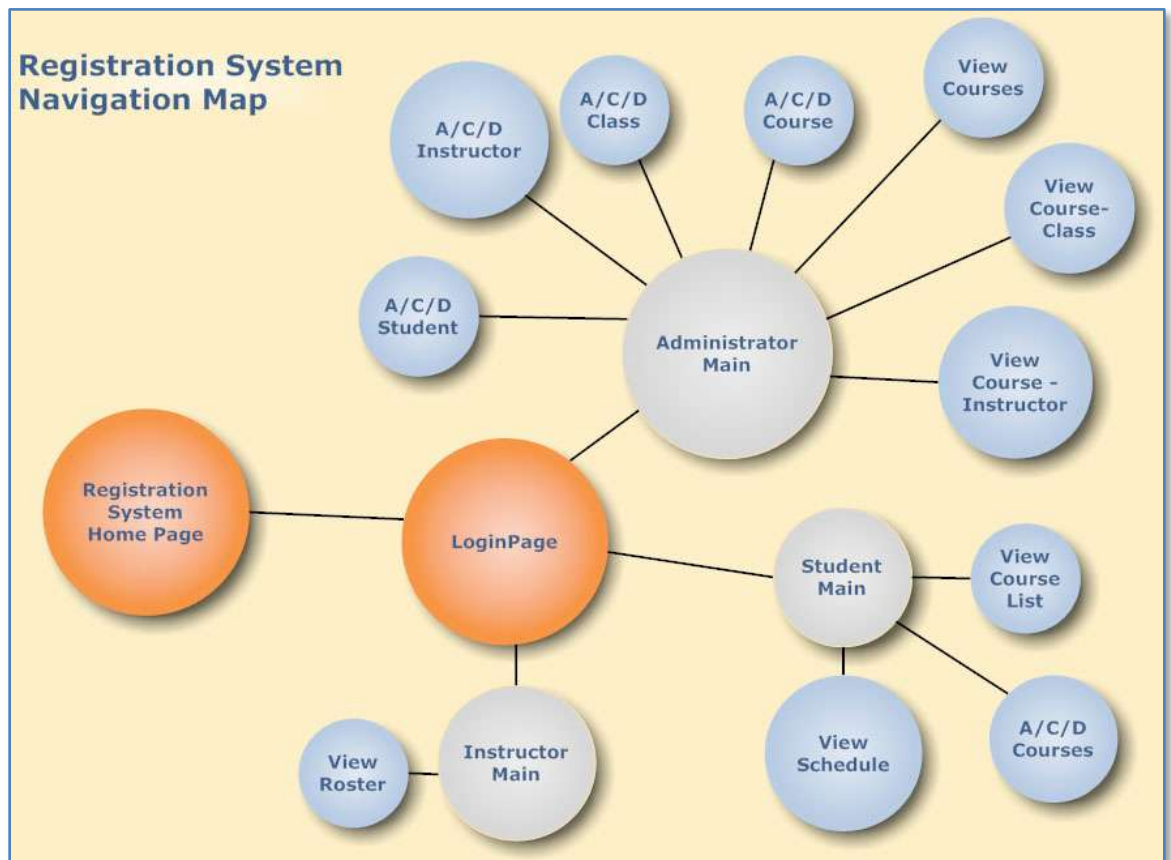 Registration System
Navigation Map
A/C/D
Instructor
A/C/D
Class
A/C/D
Course
View
Courses
View
Course-
Class
A/C/D
Student
Administrator
Main
View
Course -
Instructor
Registration
System
Home Page
LoginPage
Student
Main
View
Course
List
View
Roster
Instructor
Main
View
Schedule
A/C/D
Courses